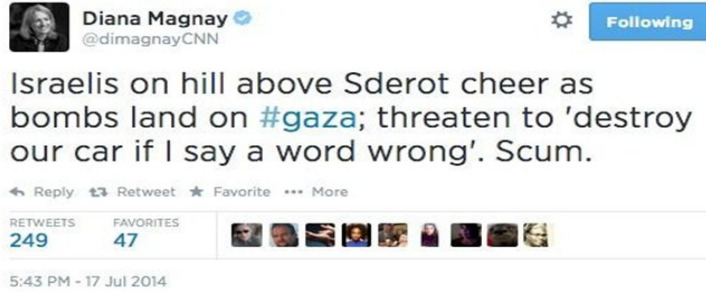 Diana Magnay
@dimagnayCNN
Following
Israelis on hill above Sderot cheer as
bombs land on #gaza; threaten to 'destroy
our car if I say a word wrong'. Scum.
Reply Retweet Favorite ••• More
RETWEETS FAVORITES
249 47
5:43 PM - 17 Jul 2014